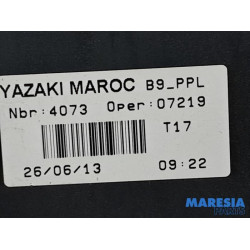 YAZAKI MAROC B9_PPL
Nbr:4073 Oper:07219
T17
26/06/13 09:22
MARESIA